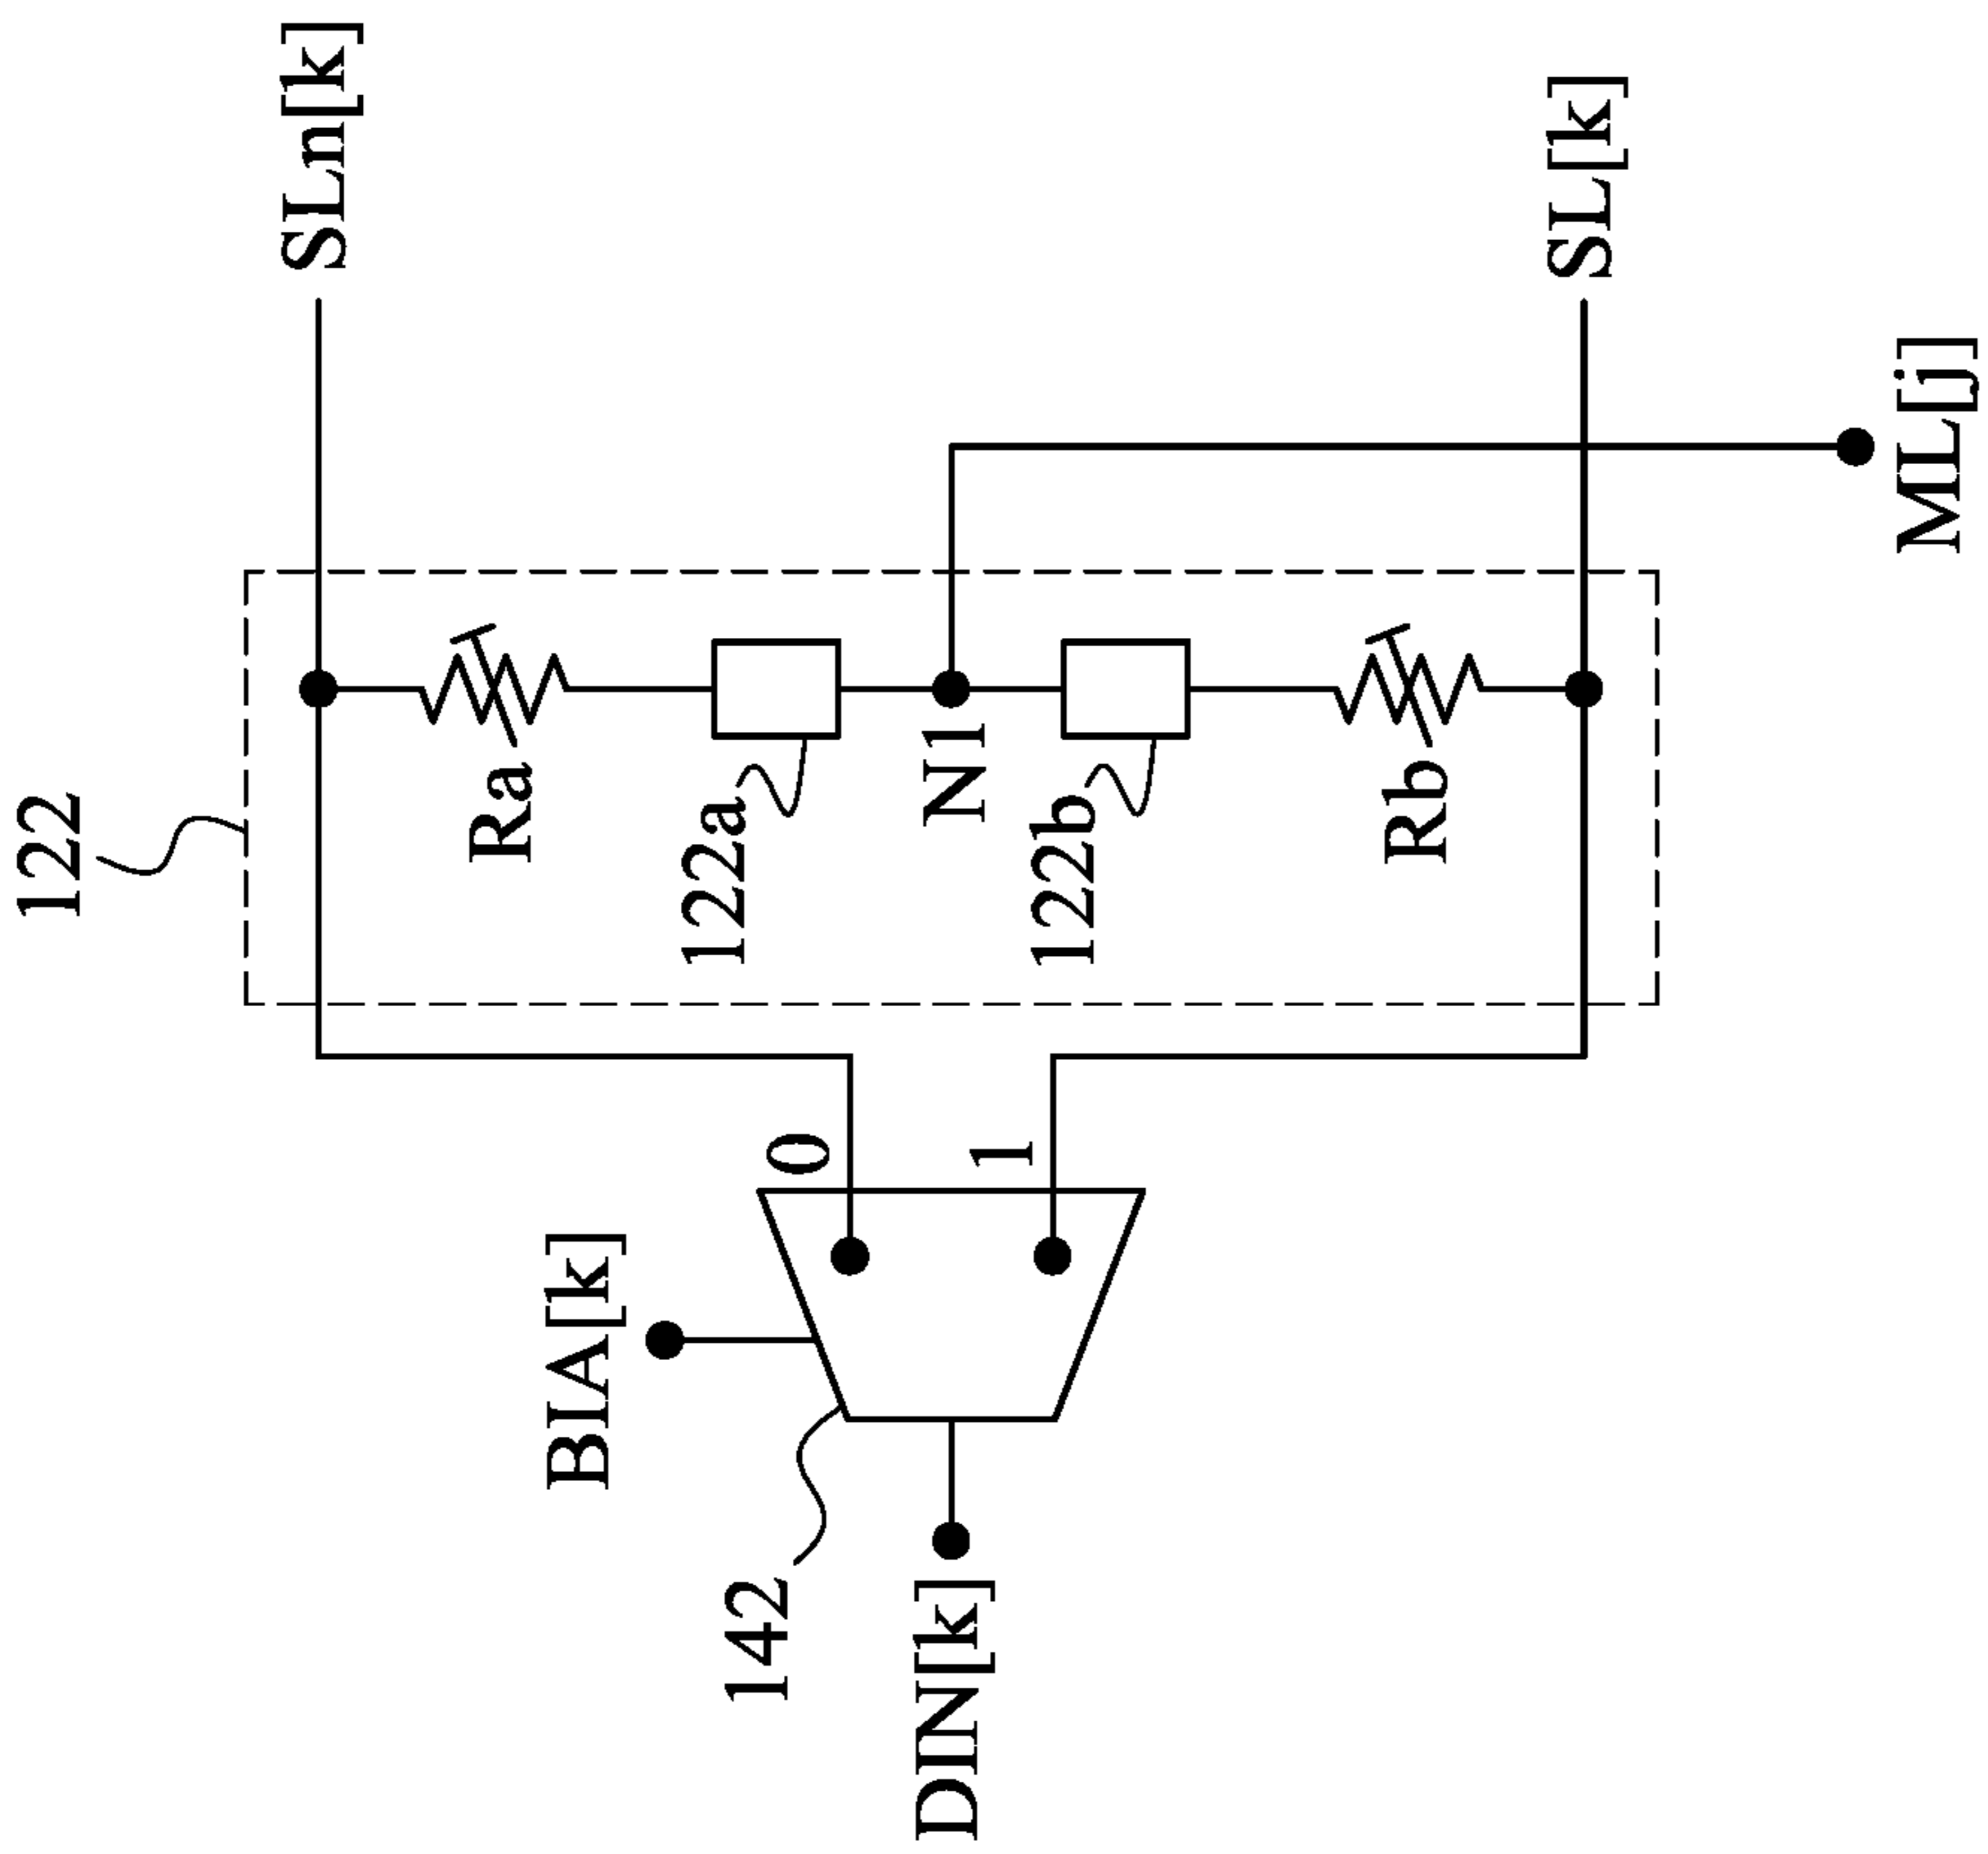 122
SLn[k]
Ra
122a
N1
122b
Rb
SL[k]
ML[j]
0
1
BIA[k]
142
DIN[k]